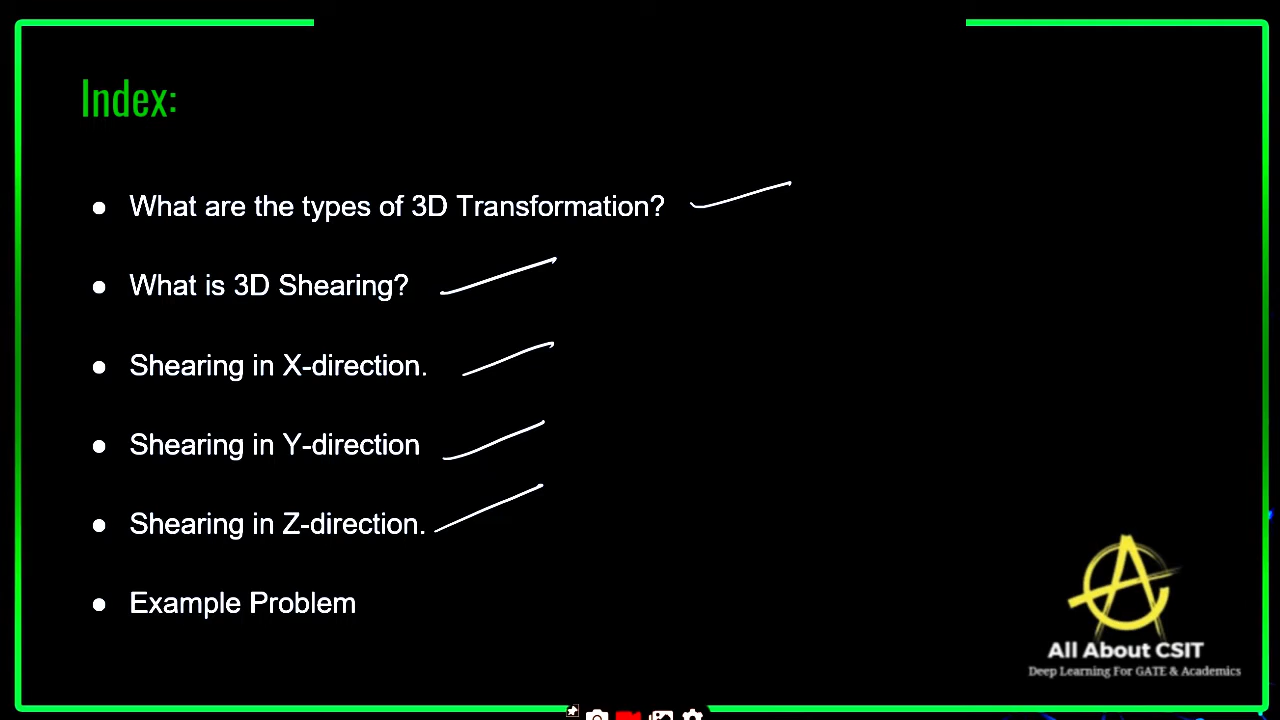 Index:
● What are the types of 3D Transformation?
● What is 3D Shearing?
● Shearing in X-direction.
● Shearing in Y-direction
● Shearing in Z-direction.
● Example Problem
All About CSIT
Deep Learning For GATE & Academics